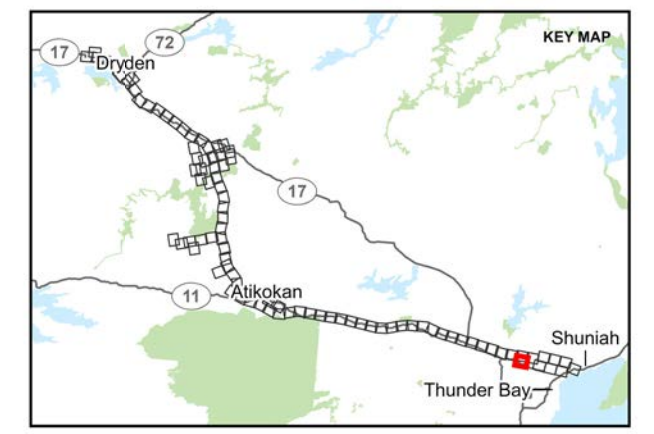 KEY MAP
72
17
Dryden
17
11
Atikokan
Shuniah
Thunder Bay